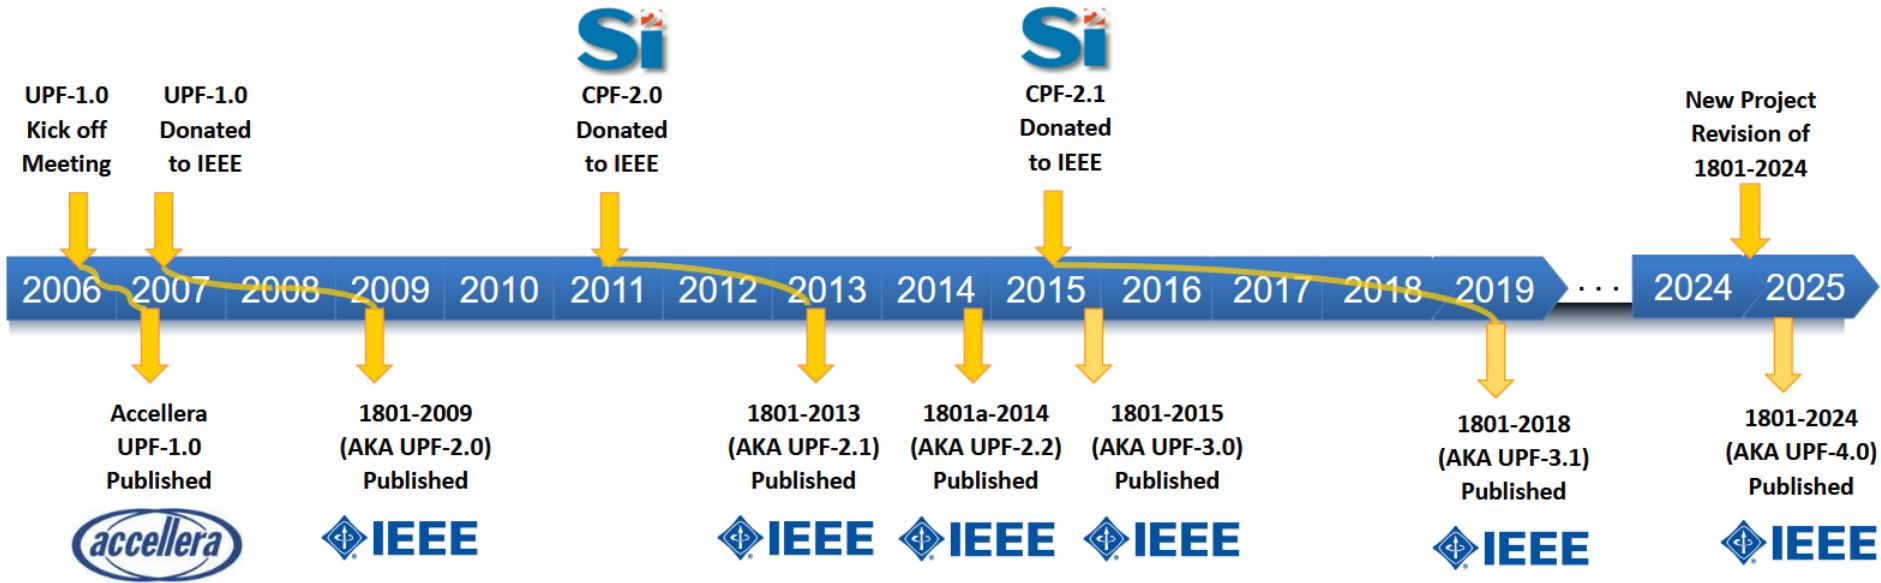 Si2
Si2
UPF-1.0
Kick off
Meeting
UPF-1.0
Donated
to IEEE
CPF-2.0
Donated
to IEEE
CPF-2.1
Donated
to IEEE
New Project
Revision of
1801-2024
2006 2007 2008 2009 2010 2011 2012 2013 2014 2015 2016 2017 2018 2019 . . . 2024 2025
Accellera
UPF-1.0
Published
accellera
1801-2009
(AKA UPF-2.0)
Published
IEEE
1801-2013
(AKA UPF-2.1)
Published
IEEE
1801a-2014
(AKA UPF-2.2)
Published
IEEE
1801-2015
(AKA UPF-3.0)
Published
IEEE
1801-2018
(AKA UPF-3.1)
Published
IEEE
1801-2024
(AKA UPF-4.0)
Published
IEEE